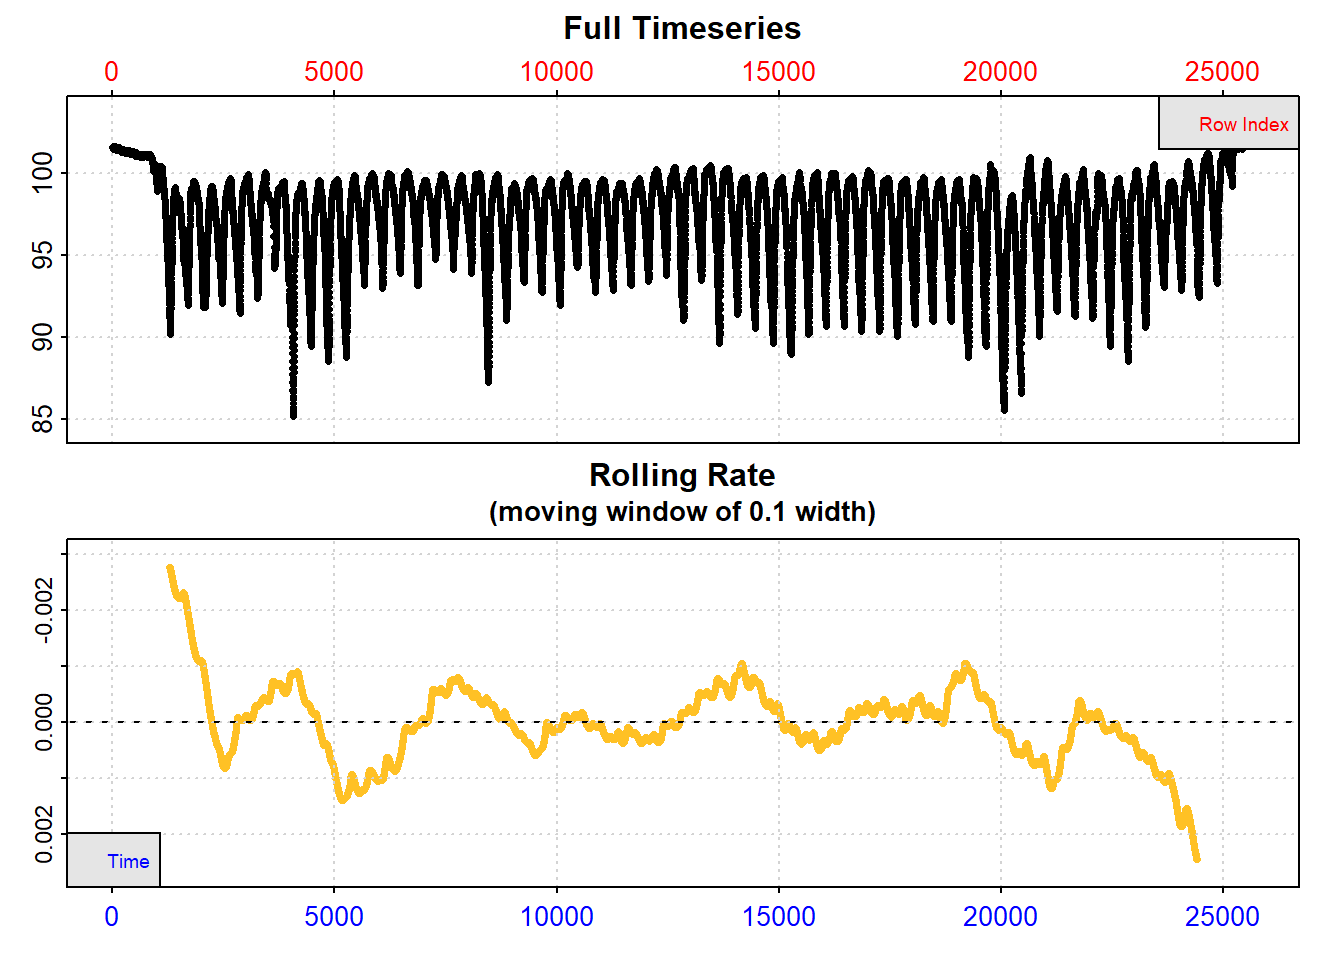 Full Timeseries
0 5000 10000 15000 20000 25000
Row Index
100
95
90
85
Rolling Rate
(moving window of 0.1 width)
-0.002
0.000
0.002
Time
0 5000 10000 15000 20000 25000